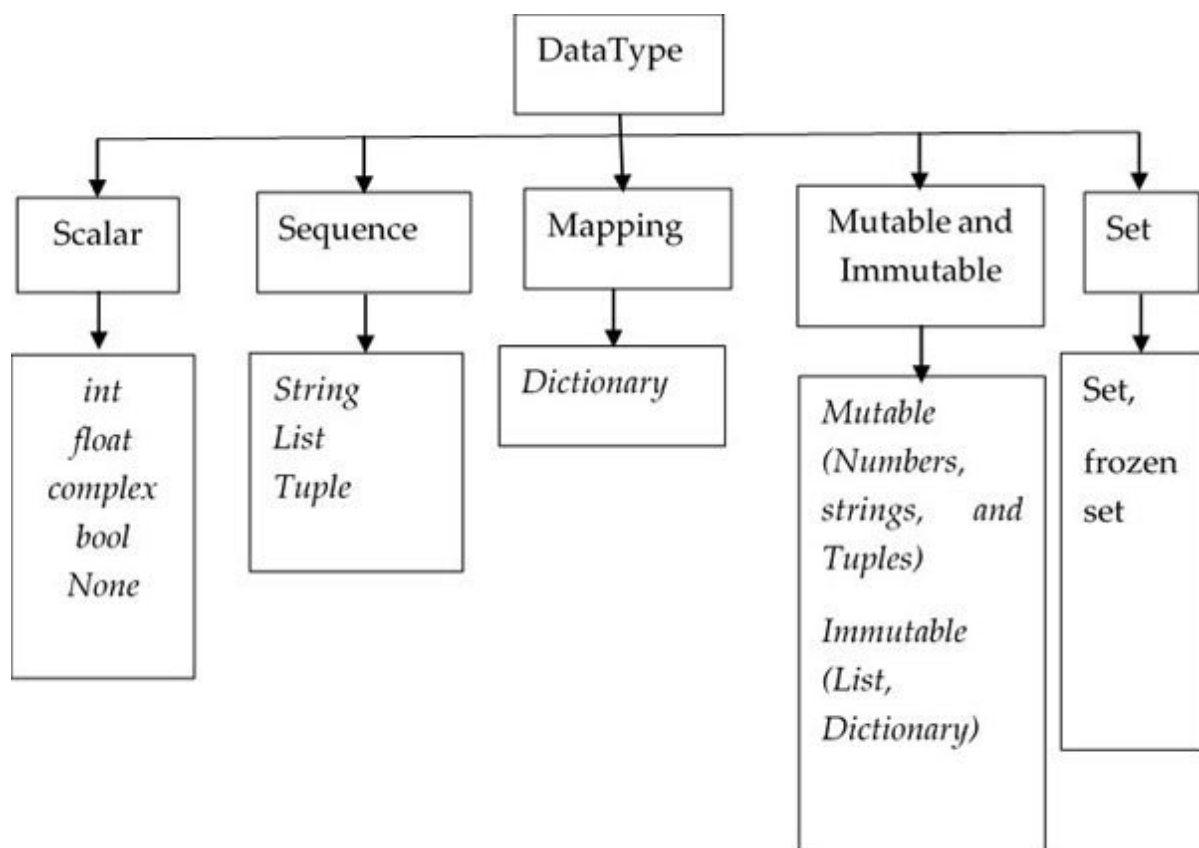 DataType
Scalar
Sequence
Mapping
Mutable and
Immutable
Set
int
float
complex
bool
None
String
List
Tuple
Dictionary
Mutable
(Numbers,
strings, and
Tuples)
Immutable
(List,
Dictionary)
Set,
frozen
set